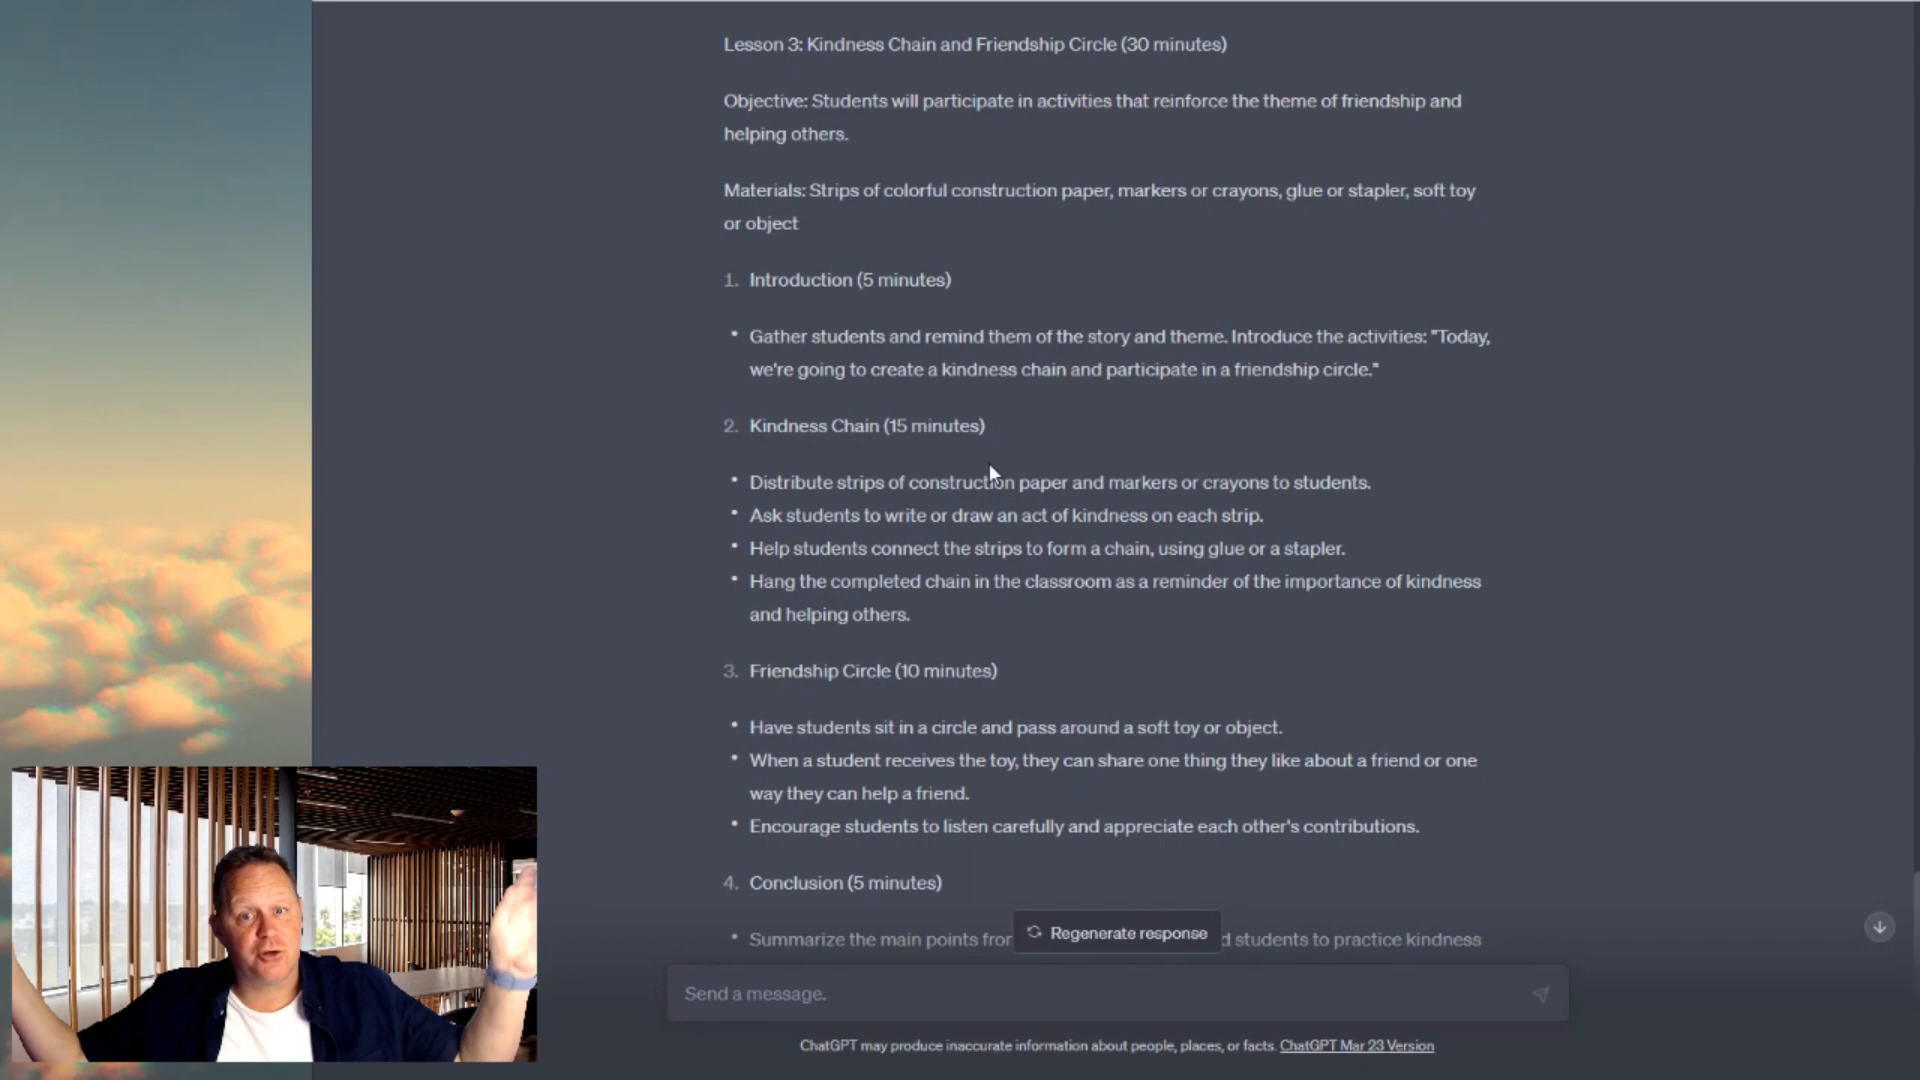 Lesson 3: Kindness Chain and Friendship Circle (30 minutes)
Objective: Students will participate in activities that reinforce the theme of friendship and
helping others.
Materials: Strips of colorful construction paper, markers or crayons, glue or stapler, soft toy
or object
1. Introduction (5 minutes)
• Gather students and remind them of the story and theme. Introduce the activities: "Today,
we're going to create a kindness chain and participate in a friendship circle."
2. Kindness Chain (15 minutes)
• Distribute strips of construction paper and markers or crayons to students.
• Ask students to write or draw an act of kindness on each strip.
• Help students connect the strips to form a chain, using glue or a stapler.
• Hang the completed chain in the classroom as a reminder of the importance of kindness
and helping others.
3. Friendship Circle (10 minutes)
• Have students sit in a circle and pass around a soft toy or object.
• When a student receives the toy, they can share one thing they like about a friend or one
way they can help a friend.
• Encourage students to listen carefully and appreciate each other's contributions.
4. Conclusion (5 minutes)
• Summarize the main points students to practice kindness
Regenerate response
Send a message.
ChatGPT may produce inaccurate information about people, places, or facts. ChatGPT Mar 23 Version